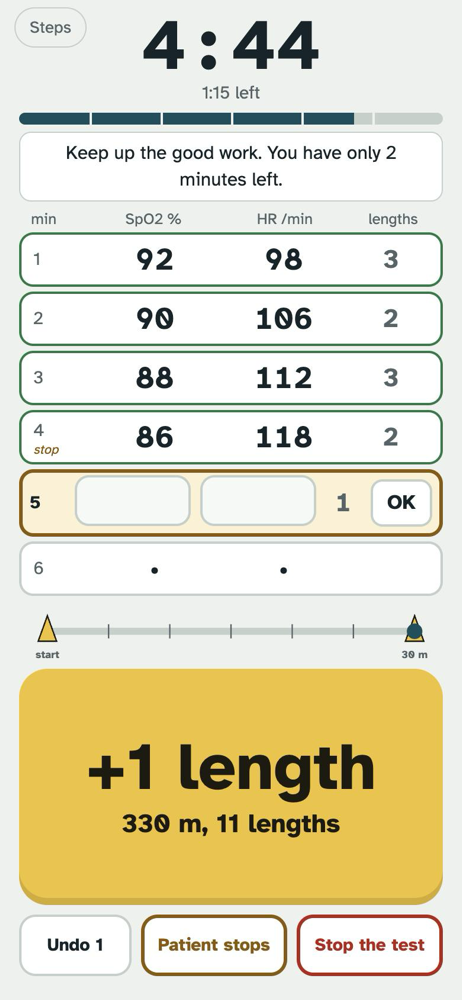 Steps
4:44
1:15 left
Keep up the good work. You have only 2
minutes left.
min SpO2 % HR /min lengths
1 92 98 3
2 90 106 2
3 88 112 3
4 86 118 2
stop
5 1 OK
6 • •
start 30 m
+1 length
330 m, 11 lengths
Undo 1 Patient stops Stop the test